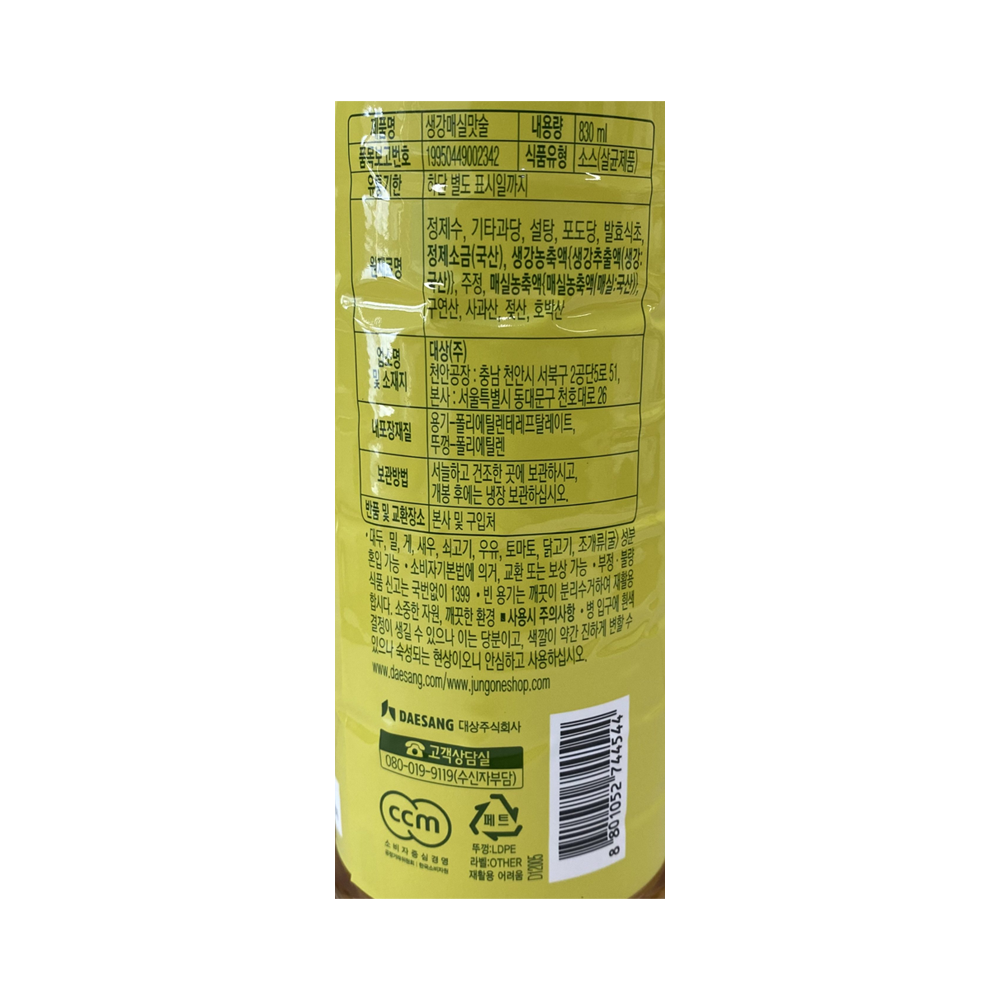 제품명 생강매실맛술 내용량 830 ml
품목보고번호 19950449002342 식품유형 소스(살균제품)
유통기한 하단 별도 표시일까지
원재료명 정제수, 기타과당, 설탕, 포도당, 발효식초,
정제소금(국산), 생강농축액{생강추출액(생강:
국산)}, 주정, 매실농축액{매실농축액(매실:국산)},
구연산, 사과산, 젖산, 호박산
업소명 및 소재지 대상(주)
천안공장 : 충남 천안시 서북구 2공단5로 51,
본사 : 서울특별시 동대문구 천호대로 26
내포장재질 용기-폴리에틸렌테레프탈레이트,
뚜껑-폴리에틸렌
보관방법 서늘하고 건조한 곳에 보관하시고,
개봉 후에는 냉장 보관하십시오.
반품 및 교환장소 본사 및 구입처
• 대두, 밀, 게, 새우, 쇠고기, 우유, 토마토, 닭고기, 조개류(굴) 성분
혼입 가능 • 소비자기본법에 의거, 교환 또는 보상 가능 • 부정·불량
식품 신고는 국번없이 1399 • 빈 용기는 깨끗이 분리수거하여 재활용
합시다. 소중한 자원, 깨끗한 환경 ■ 사용시 주의사항 • 병 입구에 흰색
결정이 생길 수 있으나 이는 당분이고, 색깔이 약간 진하게 변할 수
있으나 숙성되는 현상이오니 안심하고 사용하십시오.
www.daesang.com/www.jungoneshop.com
DAESANG 대상주식회사
고객상담실
080-019-9119(수신자부담)
ccm
소비자중심경영
공정거래위원회 | 한국소비자원
페트
뚜껑:LDPE
라벨:OTHER
재활용 어려움
D112005
8 801052 744544